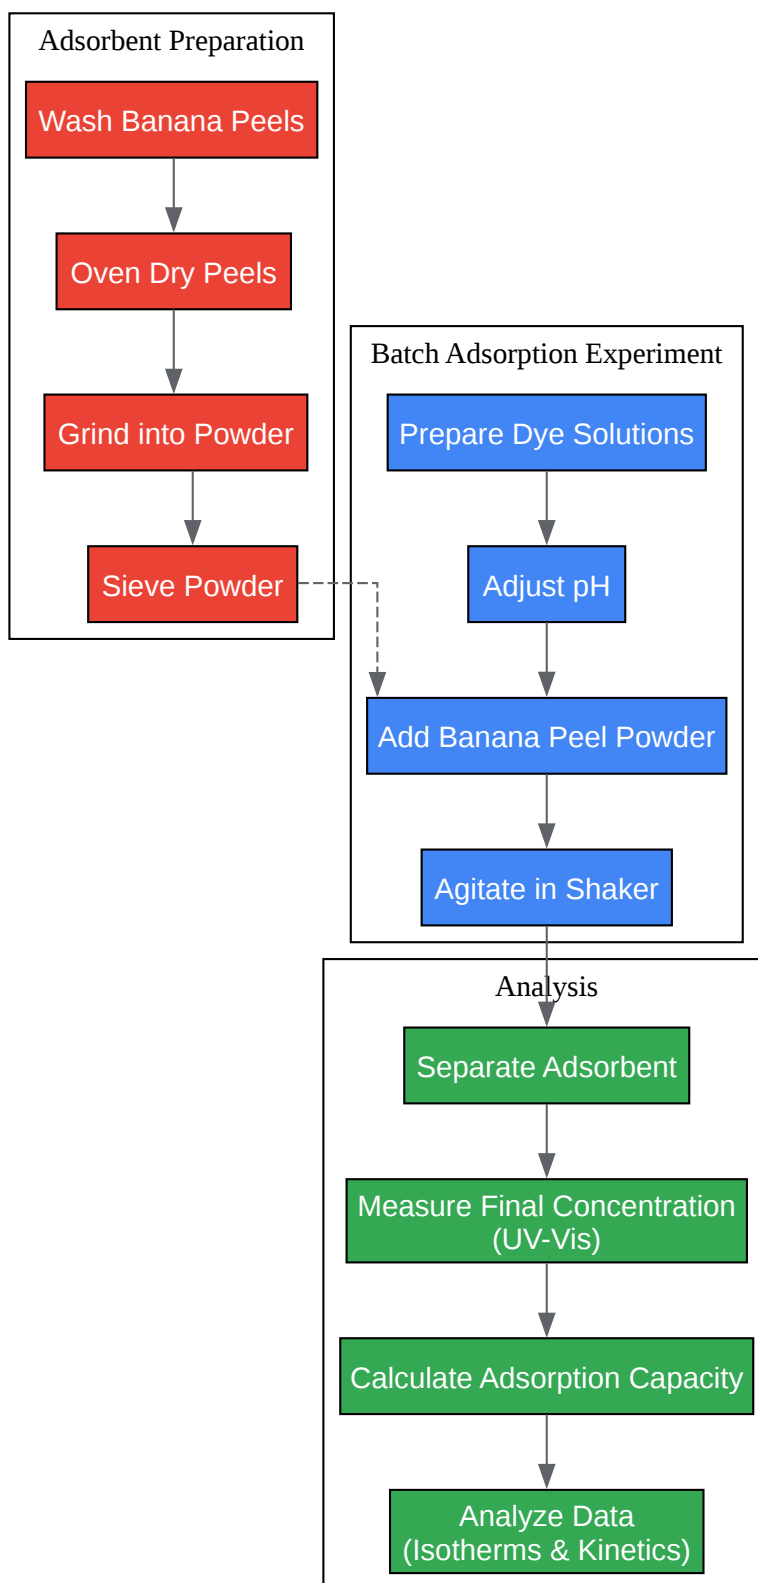 Adsorbent Preparation
Wash Banana Peels
Oven Dry Peels
Grind into Powder
Sieve Powder
Batch Adsorption Experiment
Prepare Dye Solutions
Adjust pH
Add Banana Peel Powder
Agitate in Shaker
Analysis
Separate Adsorbent
Measure Final Concentration
(UV-Vis)
Calculate Adsorption Capacity
Analyze Data
(Isotherms & Kinetics)